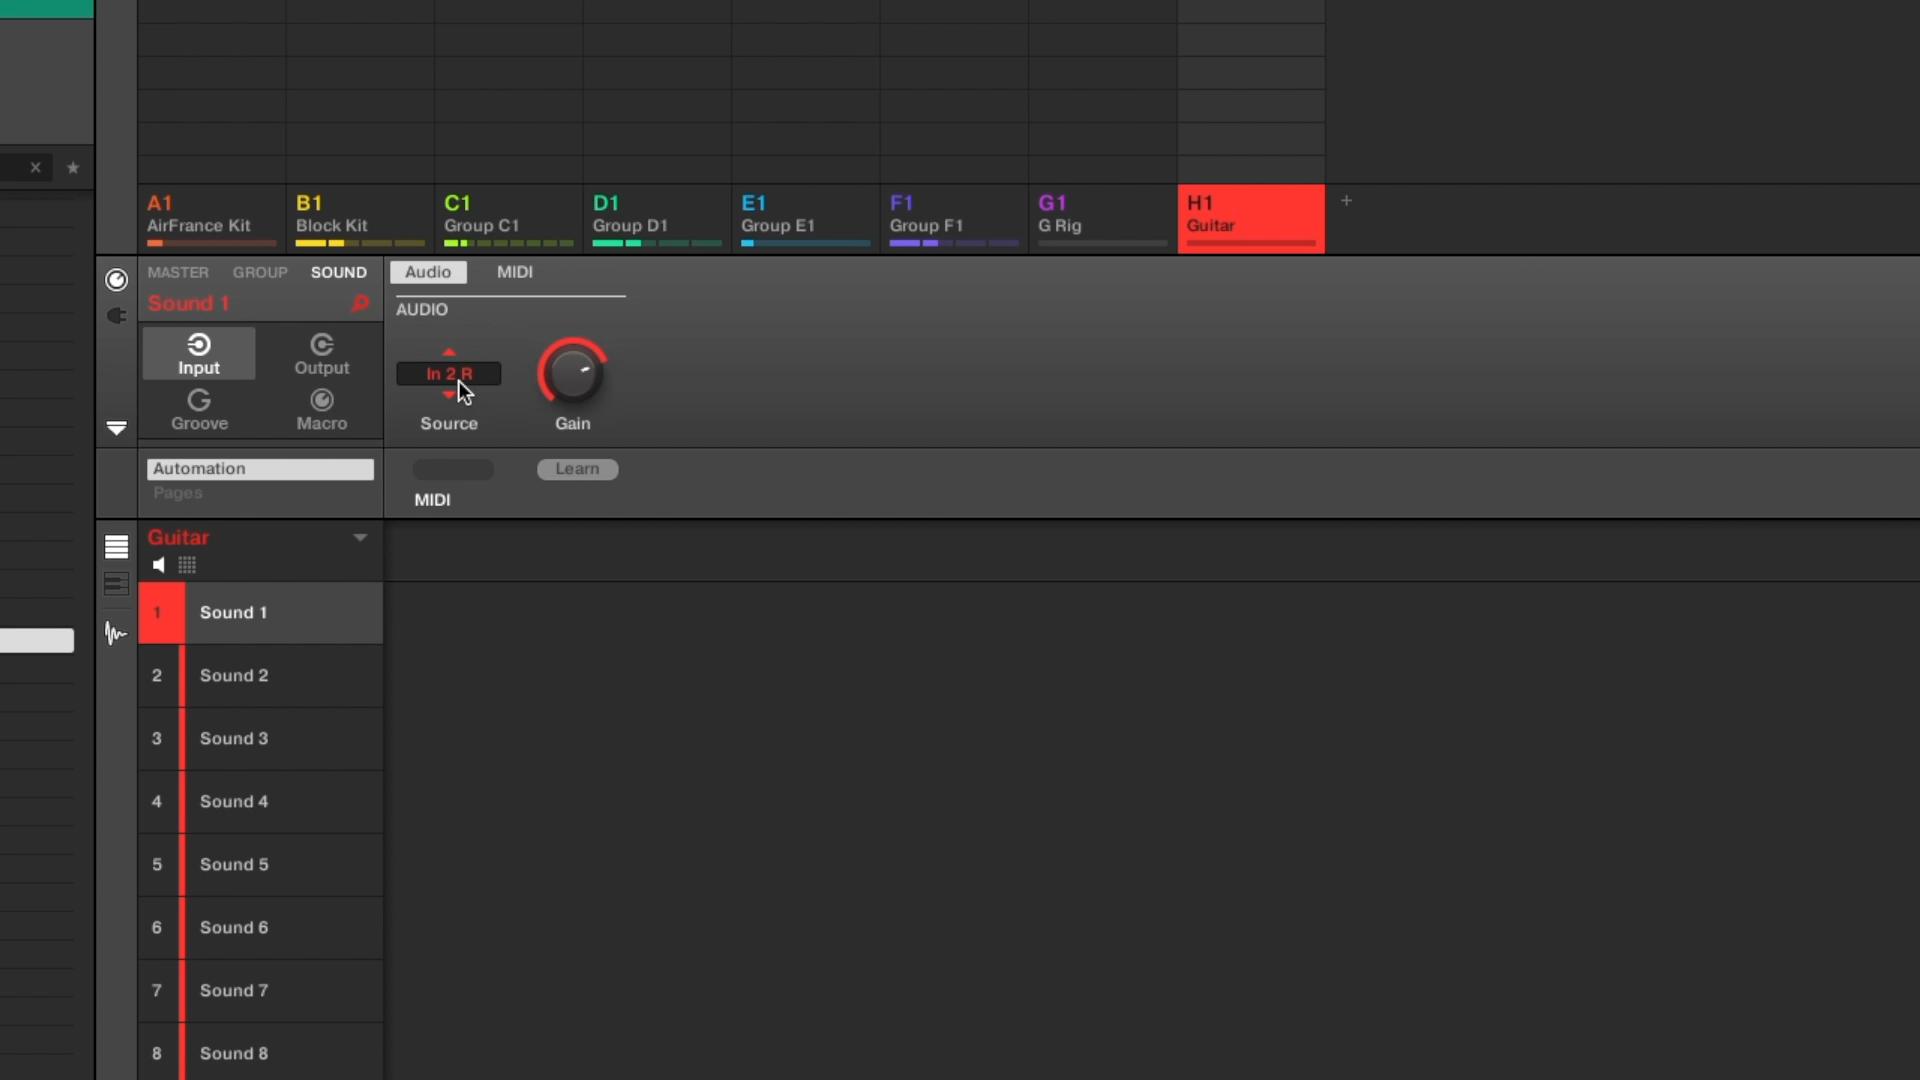 A1 B1 C1 D1 E1 F1 G1 H1
AirFrance Kit Block Kit Group C1 Group D1 Group E1 Group F1 G Rig Guitar
MASTER GROUP SOUND Audio MIDI
Sound 1 AUDIO
Input Output In 2 R
Groove Macro Source Gain
Automation Learn
Pages MIDI
Guitar
1 Sound 1
2 Sound 2
3 Sound 3
4 Sound 4
5 Sound 5
6 Sound 6
7 Sound 7
8 Sound 8